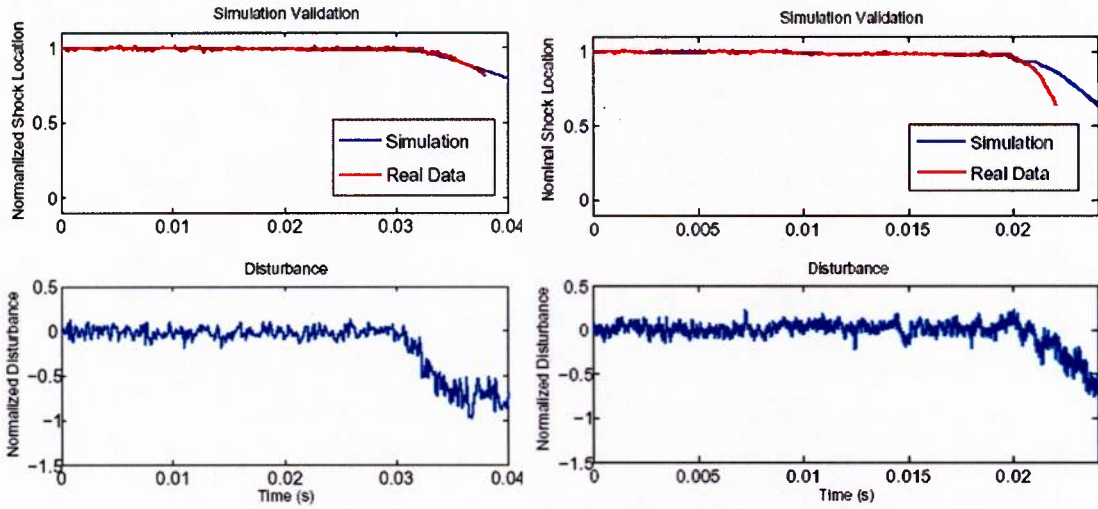 Simulation Validation
Normanlized Shock Location
1
0.5
0
Simulation
Real Data
0
0.01
0.02
0.03
0.04
Disturbance
Normalized Disturbance
0.5
0
−0.5
−1
−1.5
0
0.01
0.02
0.03
0.04
Time (s)
Simulation Validation
Nominal Shock Location
1
0.5
0
Simulation
Real Data
0
0.005
0.01
0.015
0.02
Disturbance
Normalized Disturbance
0.5
0
−0.5
−1
−1.5
0
0.005
0.01
0.015
0.02
Time (s)